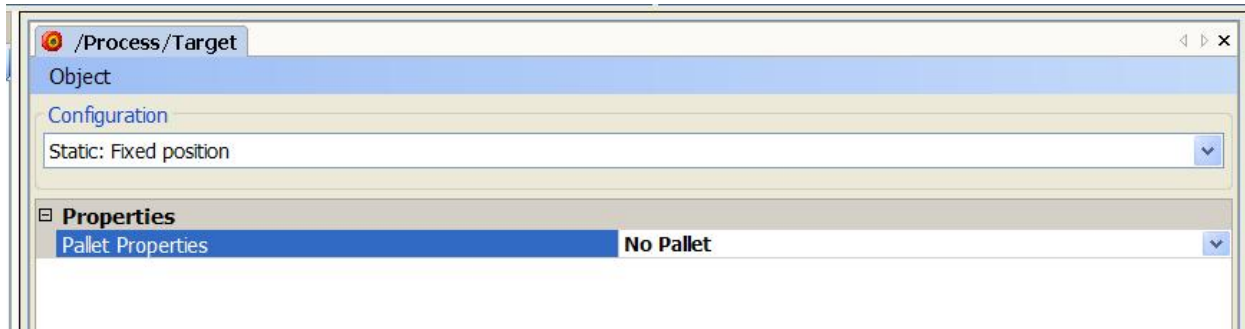 /Process/Target
Object
Configuration
Static: Fixed position
Properties
Pallet Properties No Pallet